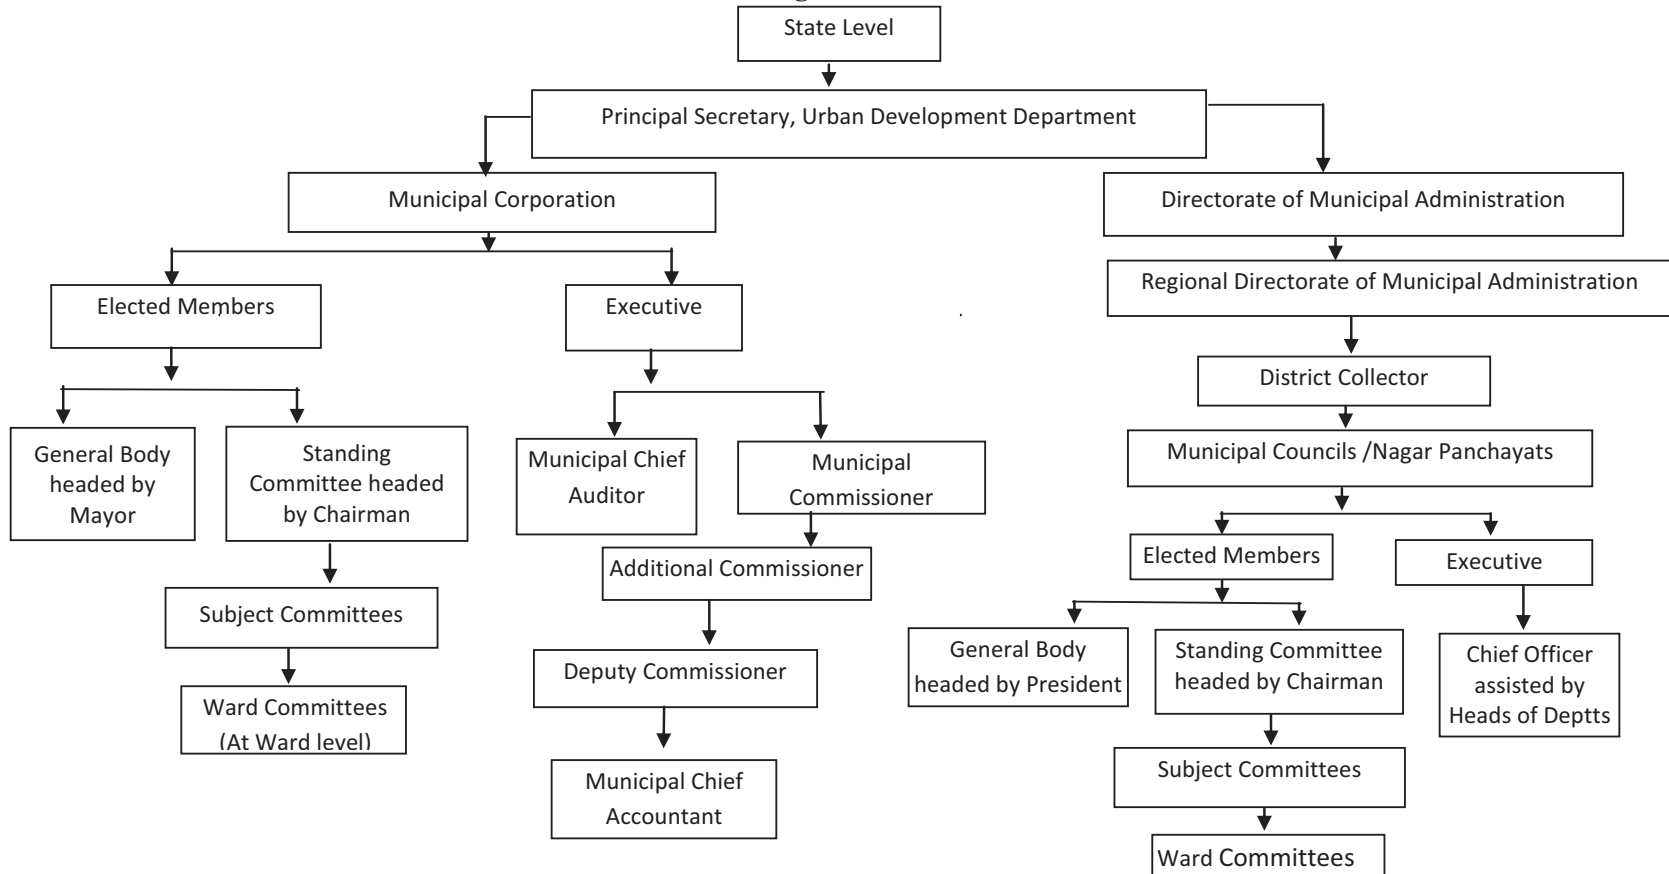 State Level
Principal Secretary, Urban Development Department
Municipal Corporation
Directorate of Municipal Administration
Regional Directorate of Municipal Administration
Elected Members
Executive
District Collector
General Body
headed by
Mayor
Standing
Committee headed
by Chairman
Municipal Chief
Auditor
Municipal
Commissioner
Municipal Councils /Nagar Panchayats
Additional Commissioner
Elected Members
Executive
Subject Committees
Deputy Commissioner
General Body
headed by President
Standing Committee
headed by Chairman
Chief Officer
assisted by
Heads of Deptts
Ward Committees
(At Ward level)
Municipal Chief
Accountant
Subject Committees
Ward Committees